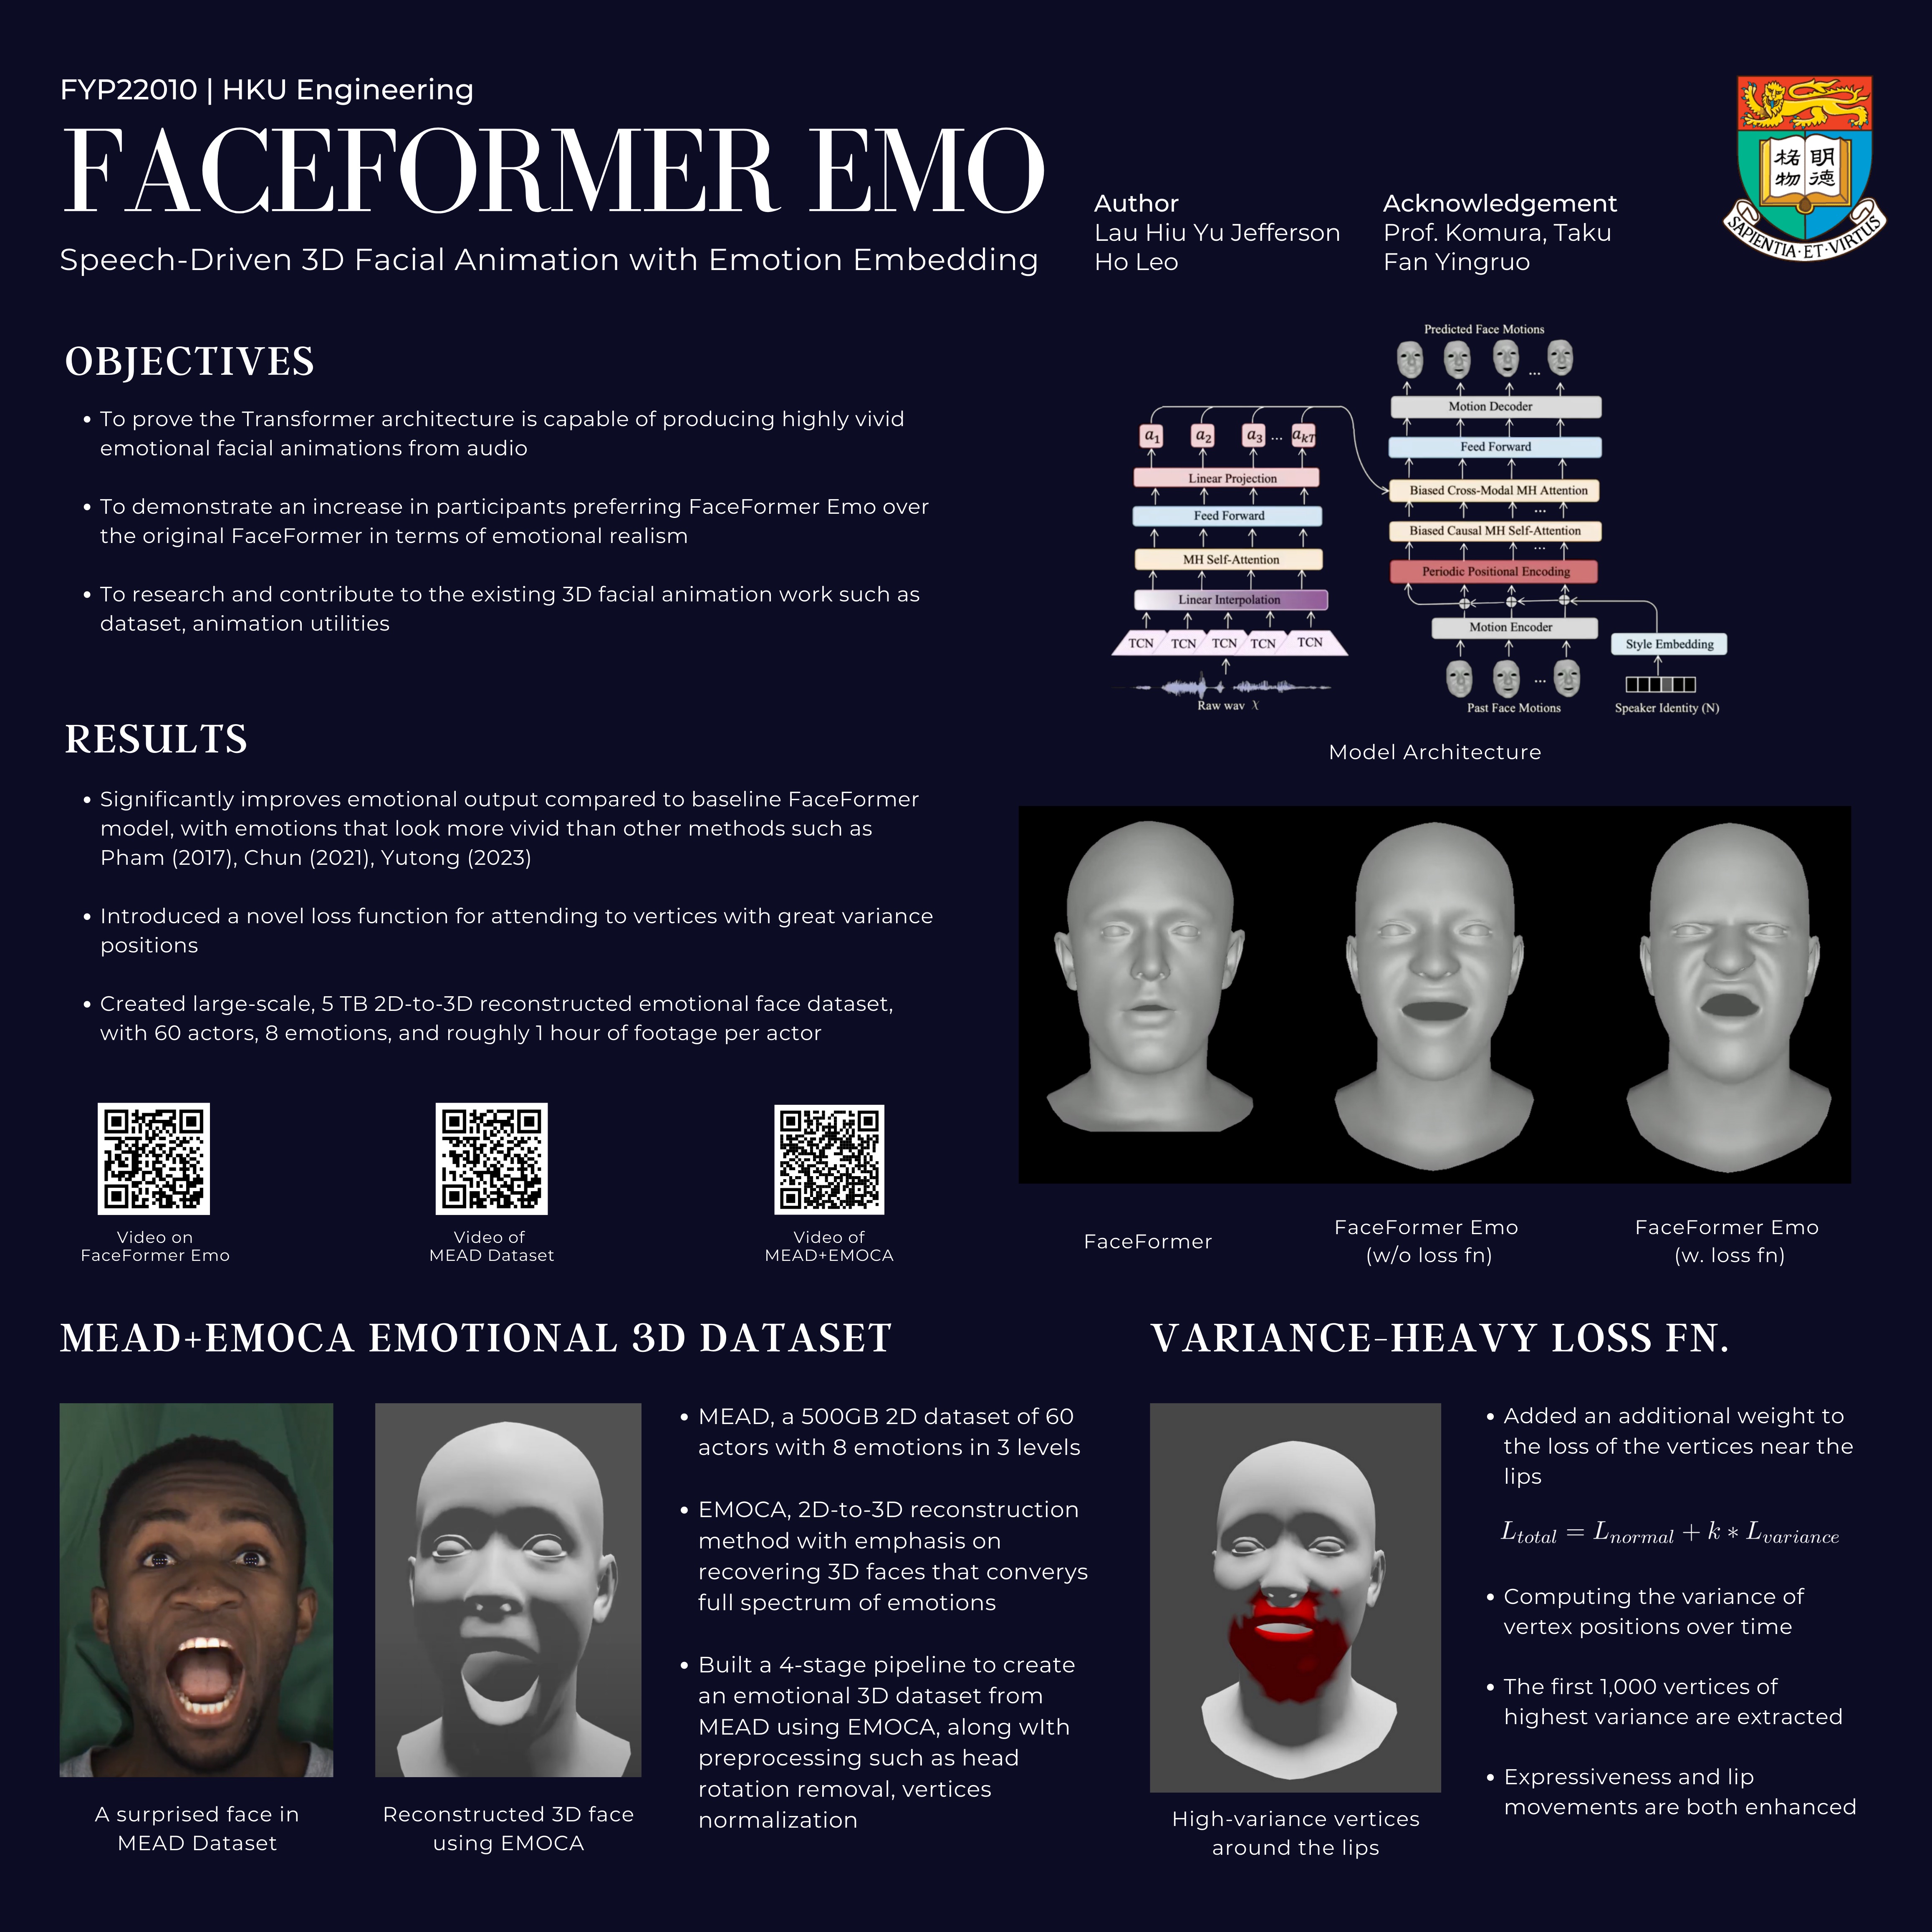 FYP22010 | HKU Engineering
FACEFORMER EMO
Speech-Driven 3D Facial Animation with Emotion Embedding
Author
Lau Hiu Yu Jefferson
Ho Leo
Acknowledgement
Prof. Komura, Taku
Fan Yingruo
格 明
物 德
SAPIENTIA·ET·VIRTUS
OBJECTIVES
• To prove the Transformer architecture is capable of producing highly vivid
emotional facial animations from audio
• To demonstrate an increase in participants preferring FaceFormer Emo over
the original FaceFormer in terms of emotional realism
• To research and contribute to the existing 3D facial animation work such as
dataset, animation utilities
Predicted Face Motions
...
Motion Decoder
Feed Forward
Biased Cross-Modal MH Attention
...
Biased Causal MH Self-Attention
...
Periodic Positional Encoding
Motion Encoder
...
Past Face Motions
Style Embedding
Speaker Identity (N)
a1 a2 a3 ... akT
Linear Projection
Feed Forward
MH Self-Attention
Linear Interpolation
TCN TCN TCN TCN TCN
Raw wav χ
Model Architecture
RESULTS
• Significantly improves emotional output compared to baseline FaceFormer
model, with emotions that look more vivid than other methods such as
Pham (2017), Chun (2021), Yutong (2023)
• Introduced a novel loss function for attending to vertices with great variance
positions
• Created large-scale, 5 TB 2D-to-3D reconstructed emotional face dataset,
with 60 actors, 8 emotions, and roughly 1 hour of footage per actor
Video on
FaceFormer Emo
Video of
MEAD Dataset
Video of
MEAD+EMOCA
FaceFormer
FaceFormer Emo
(w/o loss fn)
FaceFormer Emo
(w. loss fn)
MEAD+EMOCA EMOTIONAL 3D DATASET
A surprised face in
MEAD Dataset
Reconstructed 3D face
using EMOCA
• MEAD, a 500GB 2D dataset of 60
actors with 8 emotions in 3 levels
• EMOCA, 2D-to-3D reconstruction
method with emphasis on
recovering 3D faces that converys
full spectrum of emotions
• Built a 4-stage pipeline to create
an emotional 3D dataset from
MEAD using EMOCA, along wIth
preprocessing such as head
rotation removal, vertices
normalization
VARIANCE-HEAVY LOSS FN.
High-variance vertices
around the lips
• Added an additional weight to
the loss of the vertices near the
lips
L_total = L_normal + k * L_variance
• Computing the variance of
vertex positions over time
• The first 1,000 vertices of
highest variance are extracted
• Expressiveness and lip
movements are both enhanced